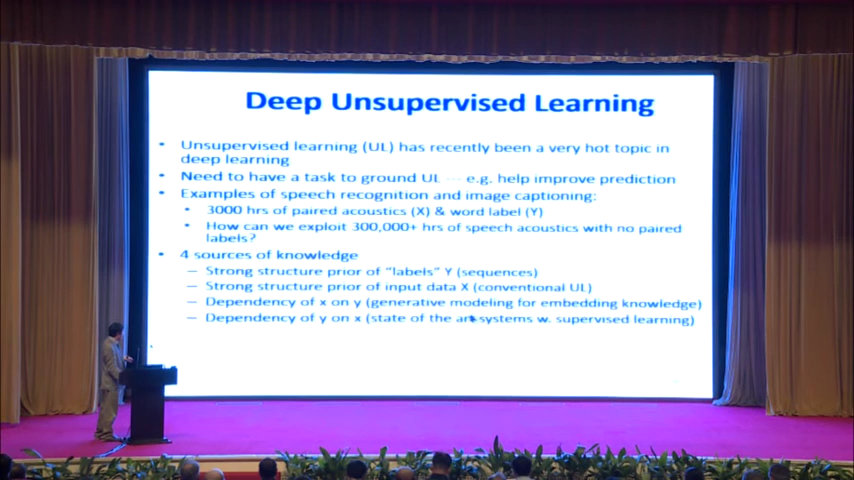 Deep Unsupervised Learning
• Unsupervised learning (UL) has recently been a very hot topic in
deep learning
• Need to have a task to ground UL --- e.g. help improve prediction
• Examples of speech recognition and image captioning:
• 3000 hrs of paired acoustics (X) & word label (Y)
• How can we exploit 300,000+ hrs of speech acoustics with no paired
labels?
• 4 sources of knowledge
– Strong structure prior of "labels" Y (sequences)
– Strong structure prior of input data X (conventional UL)
– Dependency of x on y (generative modeling for embedding knowledge)
– Dependency of y on x (state of the art systems w. supervised learning)